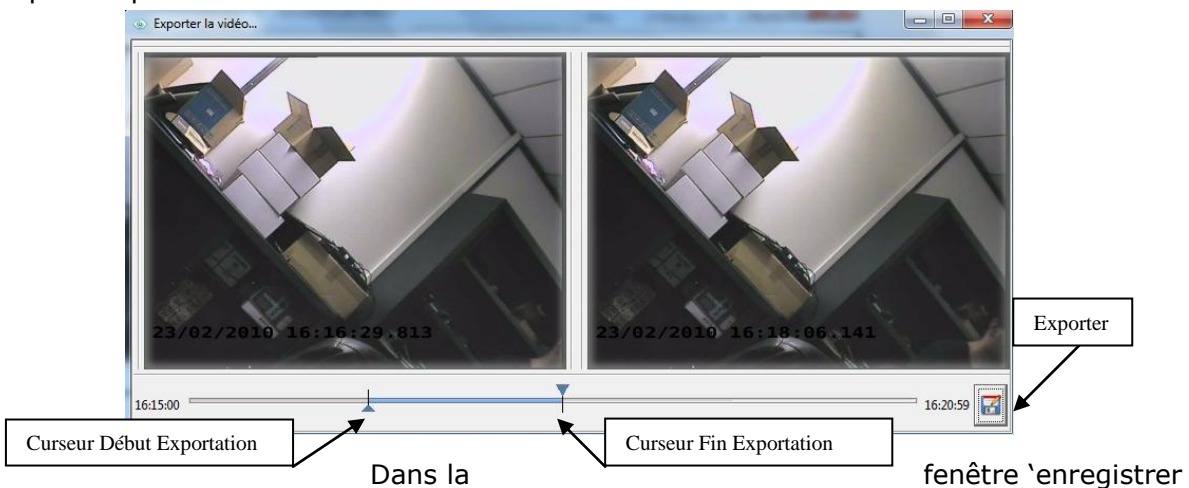 Exporter la vidéo...
23/02/2010 16:16:29.813
23/02/2010 16:18:06.141
Exporter
16:15:00
16:20:59
Curseur Début Exportation
Curseur Fin Exportation
Dans la fenêtre ‘enregistrer